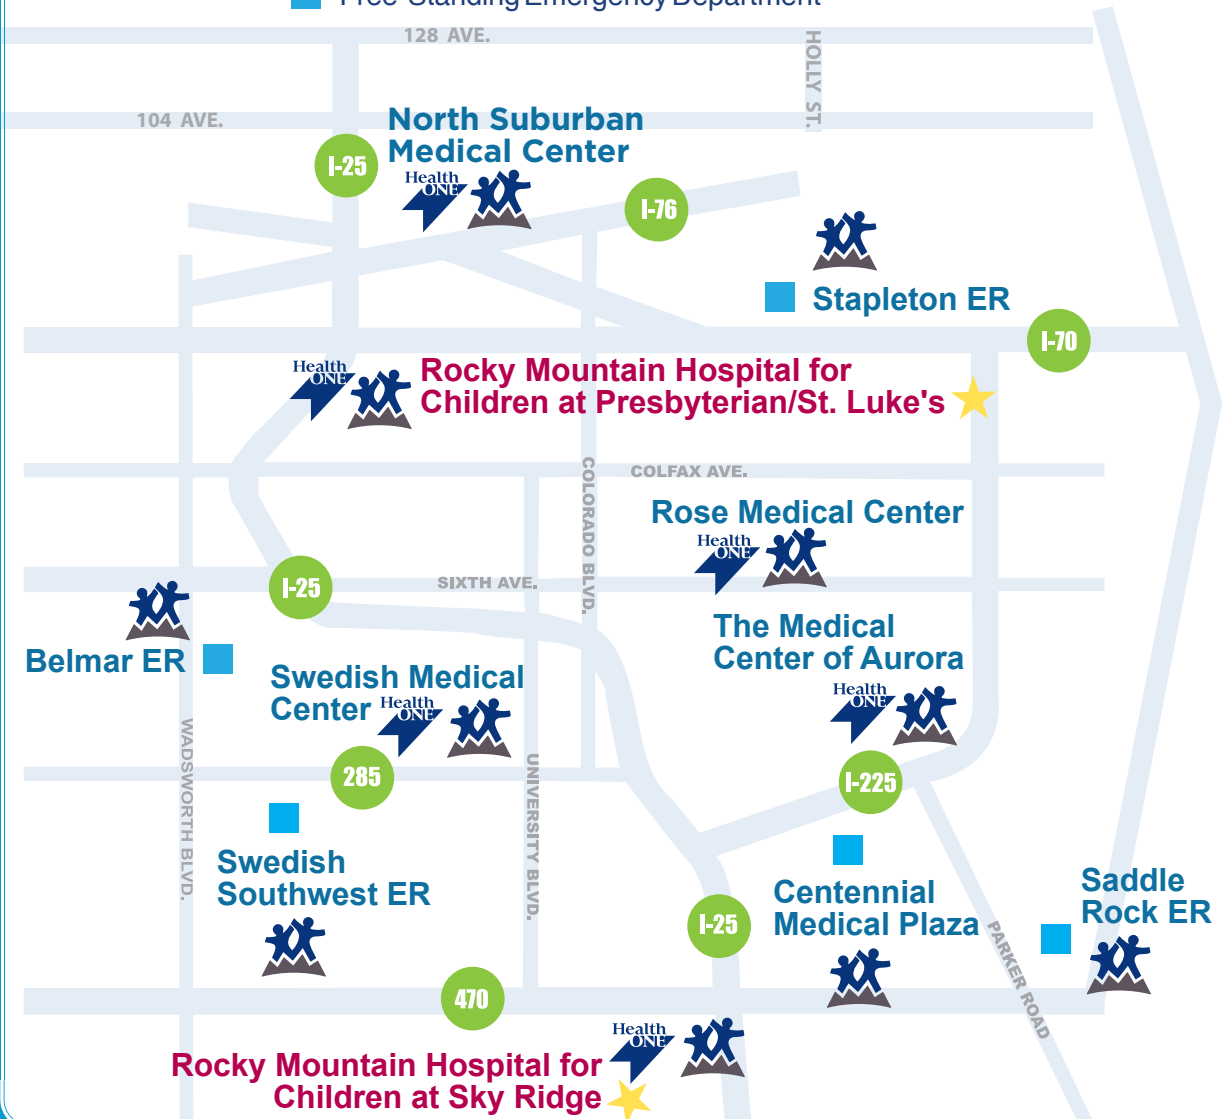 Free-Standing Emergency Department
128 AVE.
HOLLY ST.
104 AVE.
North Suburban
Medical Center
I-25
Health
ONE
I-76
Stapleton ER
I-70
Health
ONE
Rocky Mountain Hospital for
Children at Presbyterian/St. Luke's
COLORADO BLVD.
COLFAX AVE.
Rose Medical Center
Health
ONE
I-25
SIXTH AVE.
The Medical
Center of Aurora
Belmar ER
Swedish Medical
Center
Health
ONE
Health
ONE
WADSWORTH BLVD.
285
UNIVERSITY BLVD.
I-225
Swedish
Southwest ER
Centennial
Medical Plaza
Saddle
Rock ER
I-25
PARKER ROAD
470
Health
ONE
Rocky Mountain Hospital for
Children at Sky Ridge